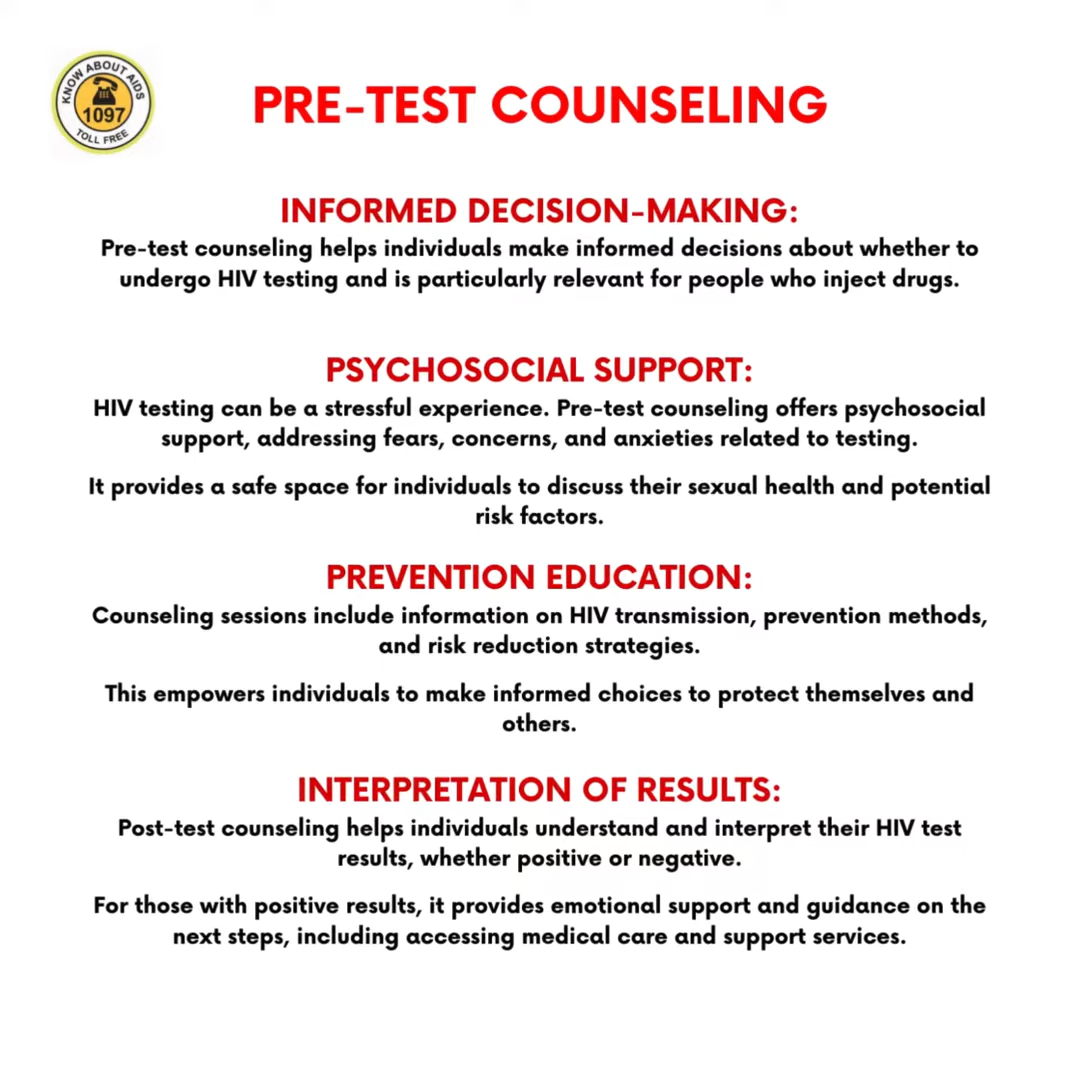 KNOW ABOUT AIDS
1097
TOLL FREE
PRE-TEST COUNSELING
INFORMED DECISION-MAKING:
Pre-test counseling helps individuals make informed decisions about whether to
undergo HIV testing and is particularly relevant for people who inject drugs.
PSYCHOSOCIAL SUPPORT:
HIV testing can be a stressful experience. Pre-test counseling offers psychosocial
support, addressing fears, concerns, and anxieties related to testing.
It provides a safe space for individuals to discuss their sexual health and potential
risk factors.
PREVENTION EDUCATION:
Counseling sessions include information on HIV transmission, prevention methods,
and risk reduction strategies.
This empowers individuals to make informed choices to protect themselves and
others.
INTERPRETATION OF RESULTS:
Post-test counseling helps individuals understand and interpret their HIV test
results, whether positive or negative.
For those with positive results, it provides emotional support and guidance on the
next steps, including accessing medical care and support services.